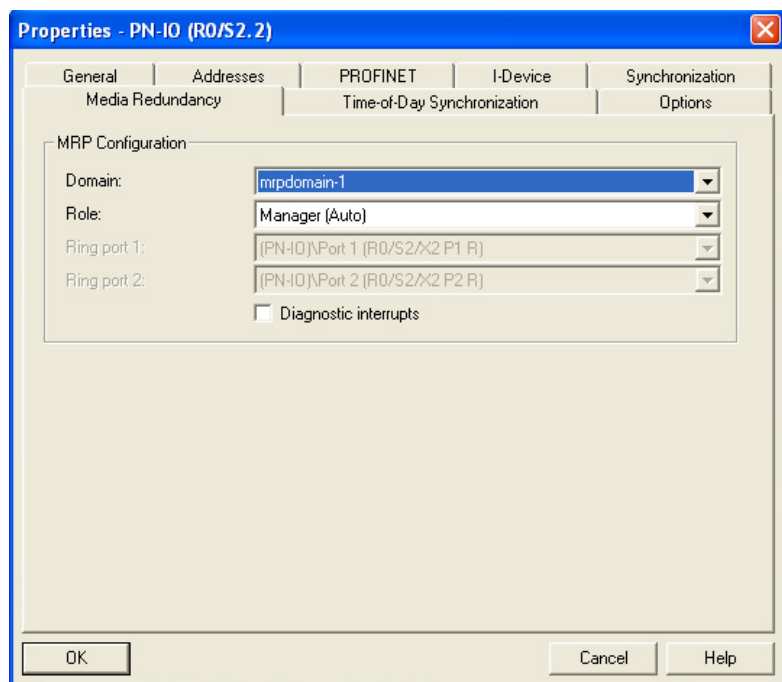 Properties - PN-IO (R0/S2.2)
General Addresses PROFINET I-Device Synchronization
Media Redundancy Time-of-Day Synchronization Options
MRP Configuration
Domain: mrpdomain-1
Role: Manager (Auto)
Ring port 1: (PN-IO)\Port 1 (R0/S2/X2 P1 R)
Ring port 2: (PN-IO)\Port 2 (R0/S2/X2 P2 R)
Diagnostic interrupts
OK Cancel Help